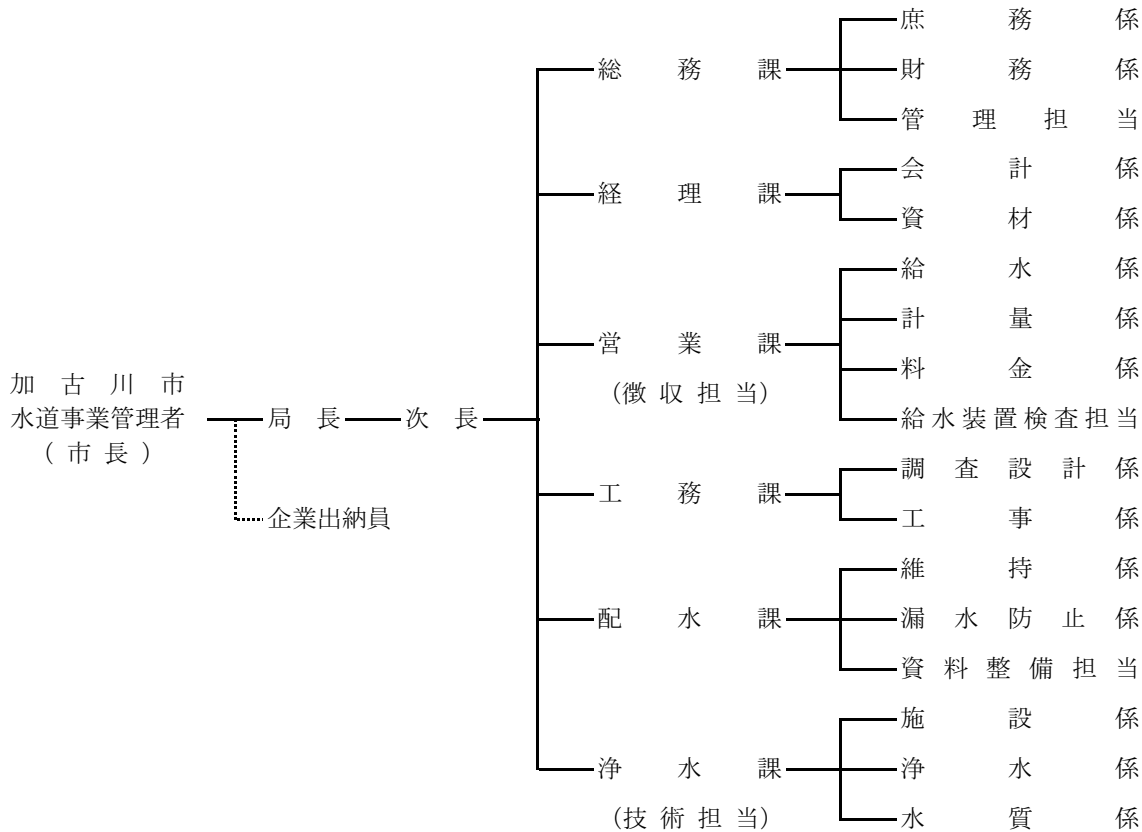 加古川市
水道事業管理者
(市長)
局長
次長
企業出納員
総務課
庶務係
財務係
管理担当
経理課
会計係
資材係
営業課
(徴収担当)
給水係
計量係
料金係
給水装置検査担当
工務課
調査設計係
工事係
配水課
維持係
漏水防止係
資料整備担当
浄水課
(技術担当)
施設係
浄水係
水質係